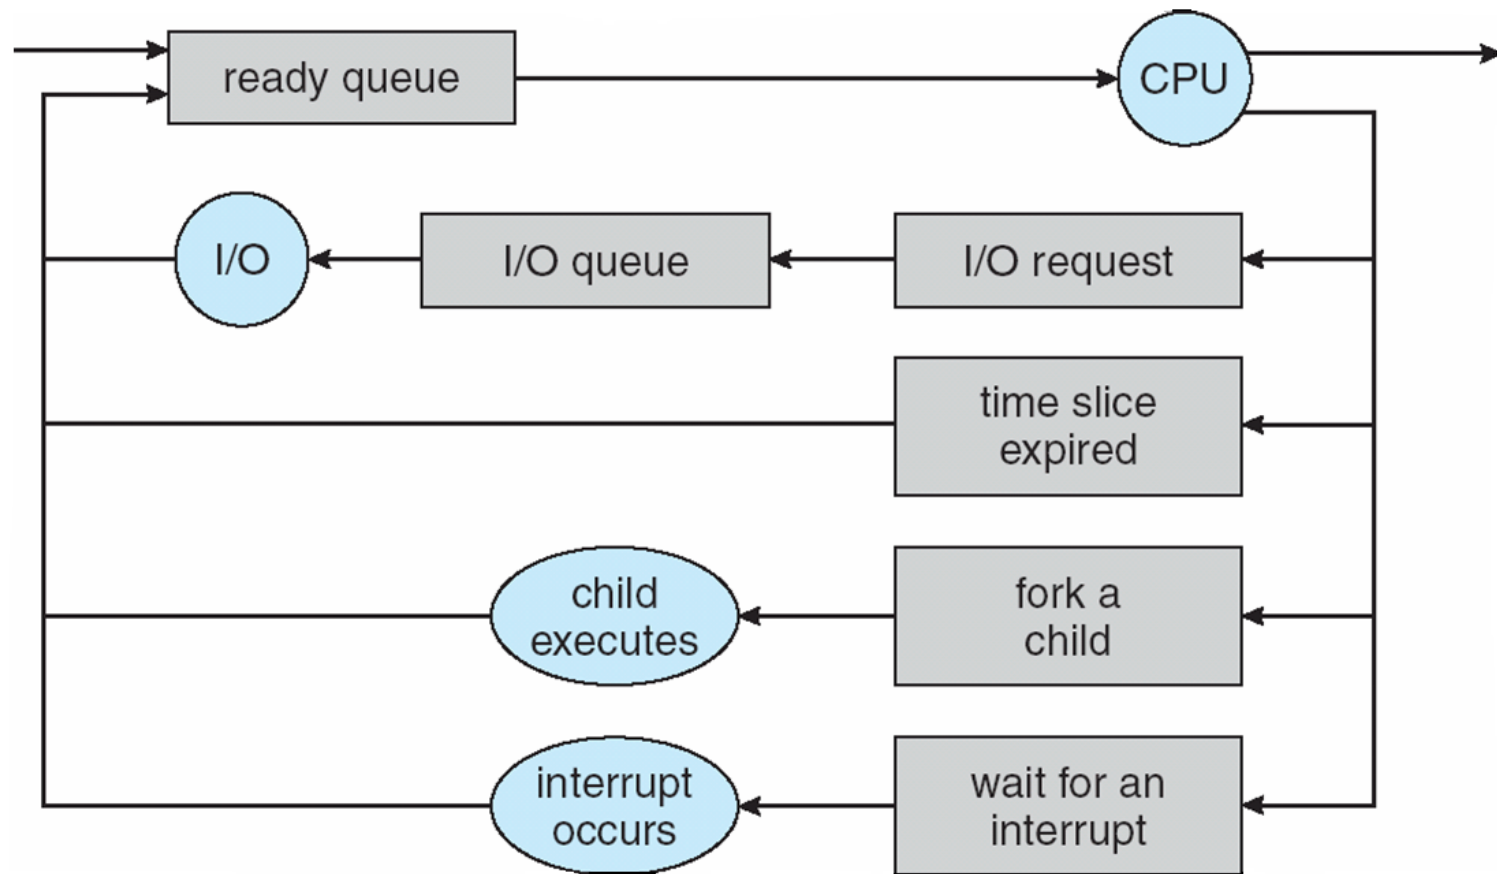 ready queue
CPU
I/O
I/O queue
I/O request
time slice
expired
child
executes
fork a
child
interrupt
occurs
wait for an
interrupt